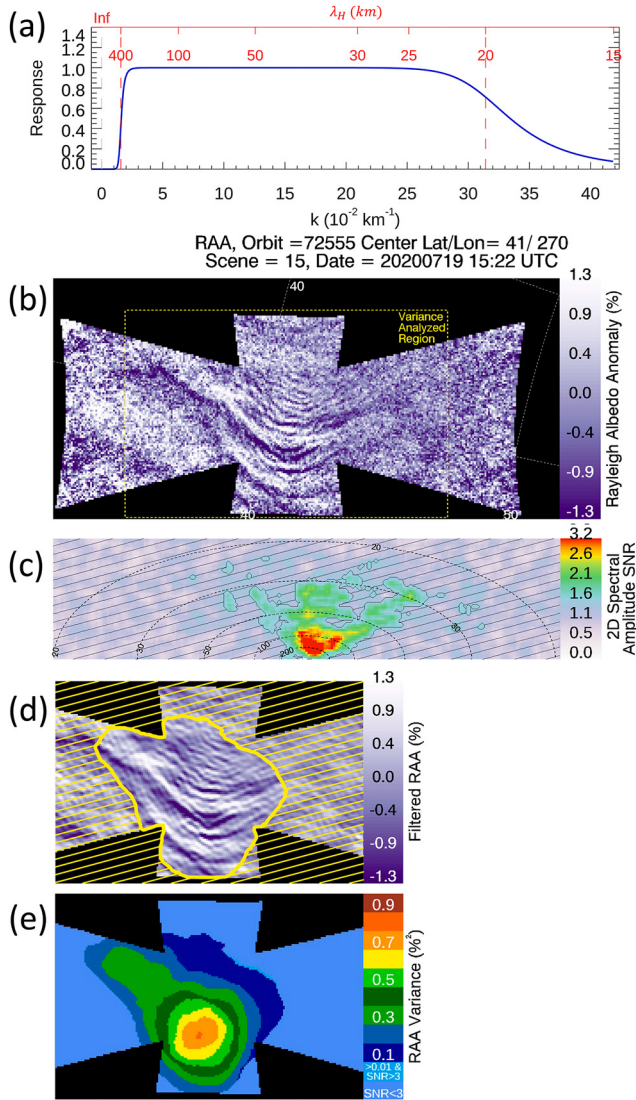 (a)
λ_H (km)
Inf
400 100 50 30 25 20 15
1.4
1.2
1.0
0.8
0.6
0.4
0.2
0.0
Response
0 5 10 15 20 25 30 35 40
k (10⁻² km⁻¹)
RAA, Orbit =72555 Center Lat/Lon= 41/ 270
Scene = 15, Date = 20200719 15:22 UTC
(b)
40
Variance
Analyzed
Region
40
50
1.3
0.9
0.4
0.0
-0.4
-0.9
-1.3
Rayleigh Albedo Anomaly (%)
(c)
20
20
-30
-50
-100
-200
30
3.2
2.6
2.1
1.6
1.1
0.5
0.0
2D Spectral
Amplitude SNR
(d)
1.3
0.9
0.4
0.0
-0.4
-0.9
-1.3
Filtered RAA (%)
(e)
0.9
0.7
0.5
0.3
0.1
>0.01 &
SNR>3
SNR<3
RAA Variance (%²)